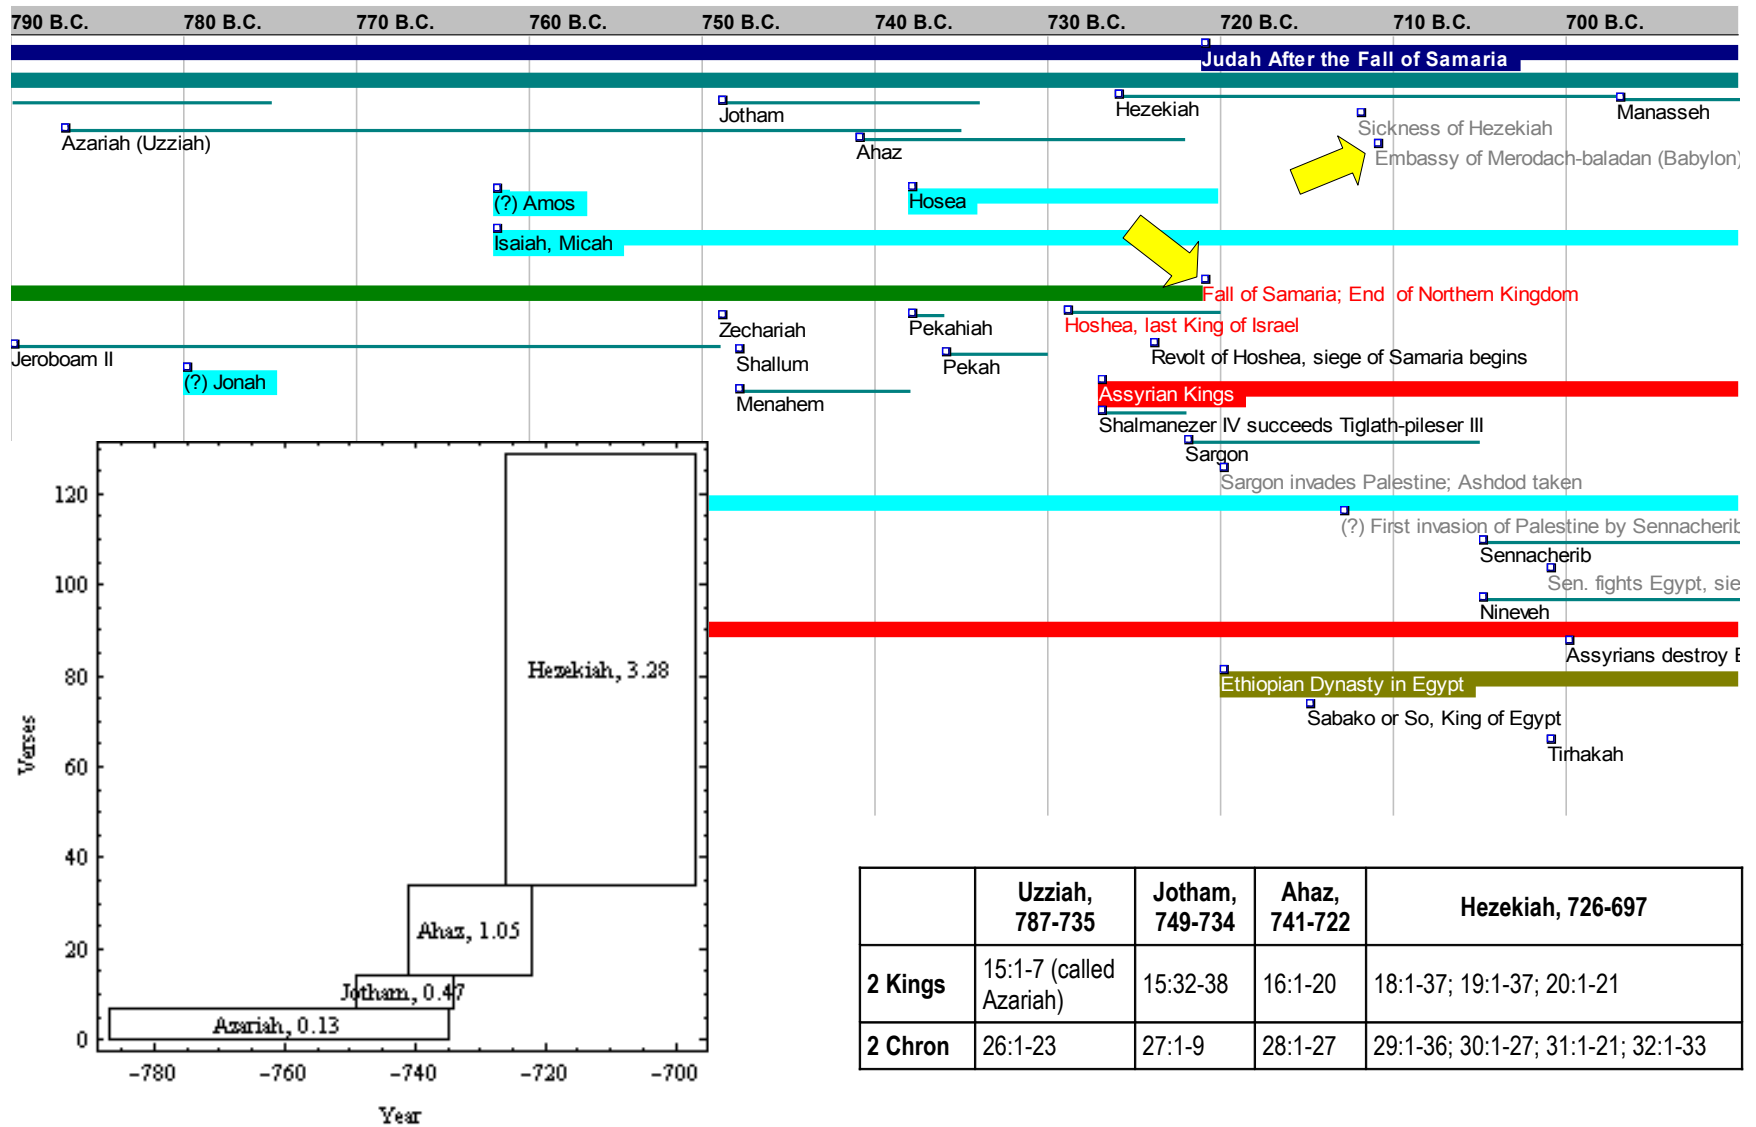 790 B.C. 780 B.C. 770 B.C. 760 B.C. 750 B.C. 740 B.C. 730 B.C. 720 B.C. 710 B.C. 700 B.C.
Judah After the Fall of Samaria
Jotham
Hezekiah
Manasseh
Azariah (Uzziah)
Ahaz
Sickness of Hezekiah
Embassy of Merodach-baladan (Babylon)
(?) Amos
Hosea
Isaiah, Micah
Fall of Samaria; End of Northern Kingdom
Zechariah
Pekahiah
Hoshea, last King of Israel
Jeroboam II
Shallum
Pekah
Revolt of Hoshea, siege of Samaria begins
(?) Jonah
Menahem
Assyrian Kings
Shalmanezer IV succeeds Tiglath-pileser III
Sargon
Sargon invades Palestine; Ashdod taken
(?) First invasion of Palestine by Sennacherib
Sennacherib
Sen. fights Egypt, sie
Nineveh
Assyrians destroy
Ethiopian Dynasty in Egypt
Sabako or So, King of Egypt
Tirhakah
120
100
80
60
40
20
0
Verses
Hezekiah, 3.28
Ahaz, 1.05
Jotham, 0.47
Azariah, 0.13
-780 -760 -740 -720 -700
Year
Uzziah, 787-735
Jotham, 749-734
Ahaz, 741-722
Hezekiah, 726-697
2 Kings
15:1-7 (called
Azariah)
15:32-38
16:1-20
18:1-37; 19:1-37; 20:1-21
2 Chron
26:1-23
27:1-9
28:1-27
29:1-36; 30:1-27; 31:1-21; 32:1-33